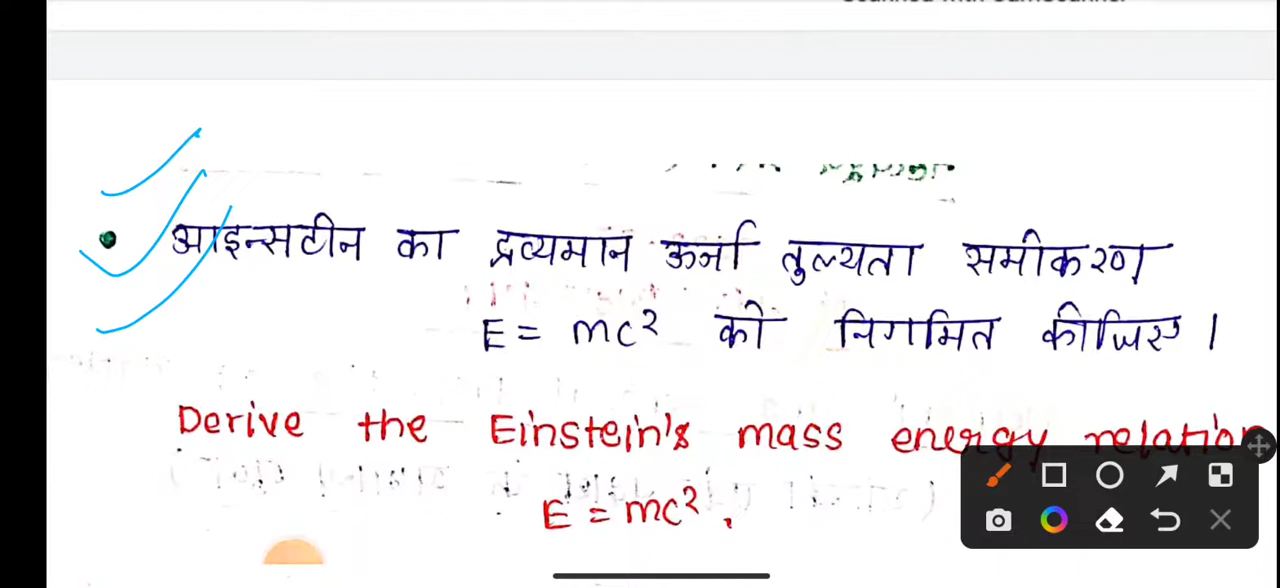 आइन्सटीन का द्रव्यमान ऊर्जा तुल्यता समीकरण
E = mc² को निगमित कीजिए ।
Derive the Einstein's mass energy relation
E = mc².